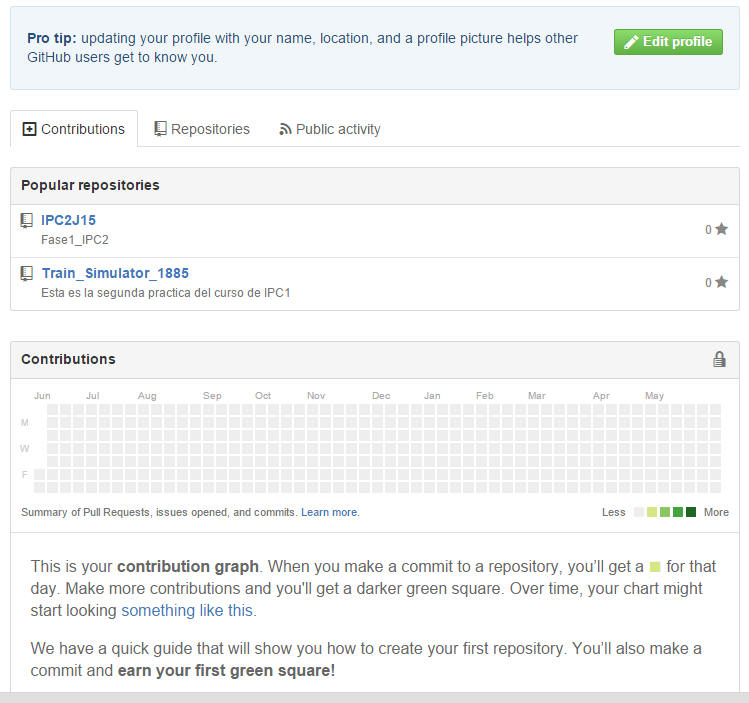 Pro tip: updating your profile with your name, location, and a profile picture helps other
GitHub users get to know you.
Edit profile
Contributions Repositories Public activity
Popular repositories
IPC2J15
Fase1_IPC2
0
Train_Simulator_1885
Esta es la segunda practica del curso de IPC1
0
Contributions
Jun Jul Aug Sep Oct Nov Dec Jan Feb Mar Apr May
M
W
F
Summary of Pull Requests, issues opened, and commits. Learn more.
Less More
This is your contribution graph. When you make a commit to a repository, you’ll get a for that
day. Make more contributions and you'll get a darker green square. Over time, your chart might
start looking something like this.
We have a quick guide that will show you how to create your first repository. You’ll also make a
commit and earn your first green square!